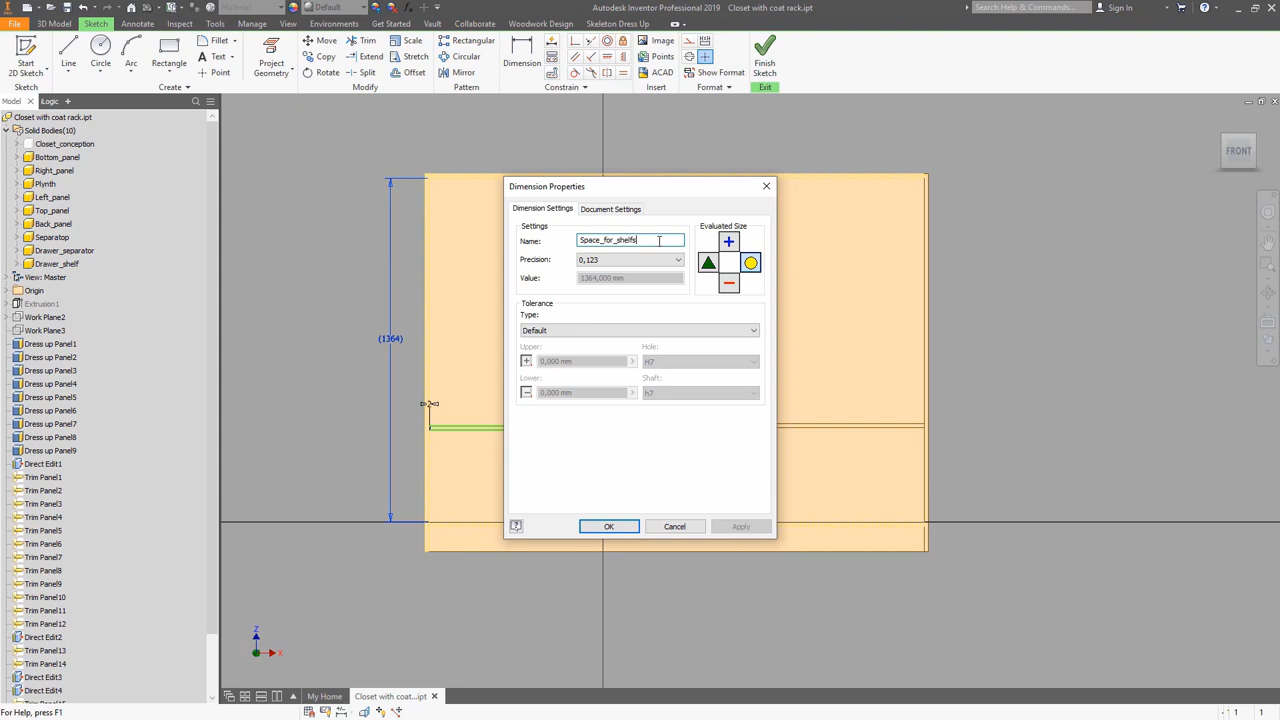 Material
Default
Autodesk Inventor Professional 2019
Closet with coat rack.ipt
Search Help & Commands...
Sign In
File
3D Model
Sketch
Annotate
Inspect
Tools
Manage
View
Environments
Get Started
Vault
Collaborate
Woodwork Design
Skeleton Dress Up
Start
2D Sketch
Line
Circle
Arc
Rectangle
Fillet
Text
Point
Project
Geometry
Move
Trim
Scale
Copy
Extend
Stretch
Rotate
Split
Offset
Rectangular
Circular
Mirror
Dimension
Image
Points
ACAD
Show Format
Finish
Sketch
Sketch
Create
Modify
Pattern
Constrain
Insert
Format
Exit
Model
iLogic
Closet with coat rack.ipt
Solid Bodies(10)
Closet_conception
Bottom_panel
Right_panel
Plynth
Left_panel
Top_panel
Back_panel
Separatop
Drawer_separator
Drawer_shelf
View: Master
Origin
Extrusion1
Work Plane2
Work Plane3
Dress up Panel1
Dress up Panel2
Dress up Panel3
Dress up Panel4
Dress up Panel5
Dress up Panel6
Dress up Panel7
Dress up Panel8
Dress up Panel9
Direct Edit1
Trim Panel1
Trim Panel2
Trim Panel3
Trim Panel4
Trim Panel5
Trim Panel6
Trim Panel7
Trim Panel8
Trim Panel9
Trim Panel10
Trim Panel11
Trim Panel12
Direct Edit2
Trim Panel13
Trim Panel14
Direct Edit3
Direct Edit4
(1364)
2
FRONT
Dimension Properties
Dimension Settings
Document Settings
Settings
Name:
Space_for_shelfs
Precision:
0,123
Value:
1364,000 mm
Evaluated Size
Tolerance
Type:
Default
Upper:
0,000 mm
Hole:
H7
Lower:
0,000 mm
Shaft:
h7
OK
Cancel
Apply
Z
X
My Home
Closet with coat...ipt
For Help, press F1
1
1